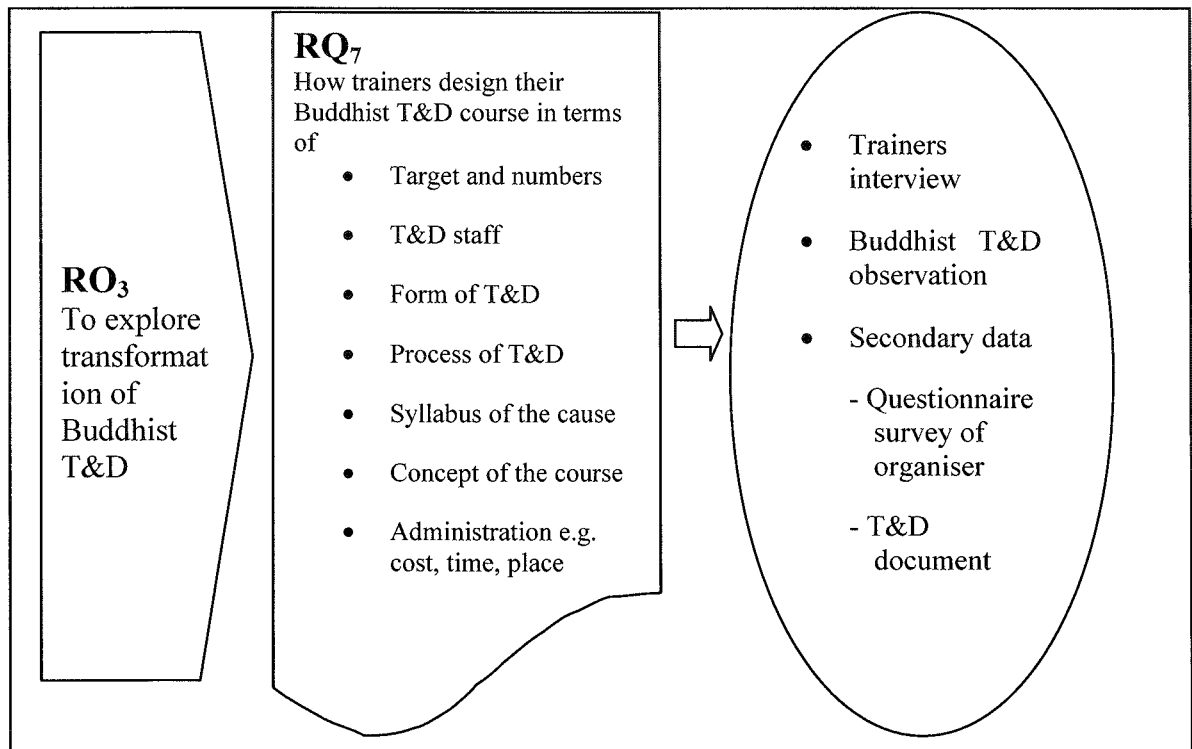 RO₃
To explore
transformat
ion of
Buddhist
T&D
RQ₇
How trainers design their
Buddhist T&D course in terms
of
• Target and numbers
• T&D staff
• Form of T&D
• Process of T&D
• Syllabus of the cause
• Concept of the course
• Administration e.g.
cost, time, place
• Trainers
interview
• Buddhist T&D
observation
• Secondary data
- Questionnaire
survey of
organiser
- T&D
document